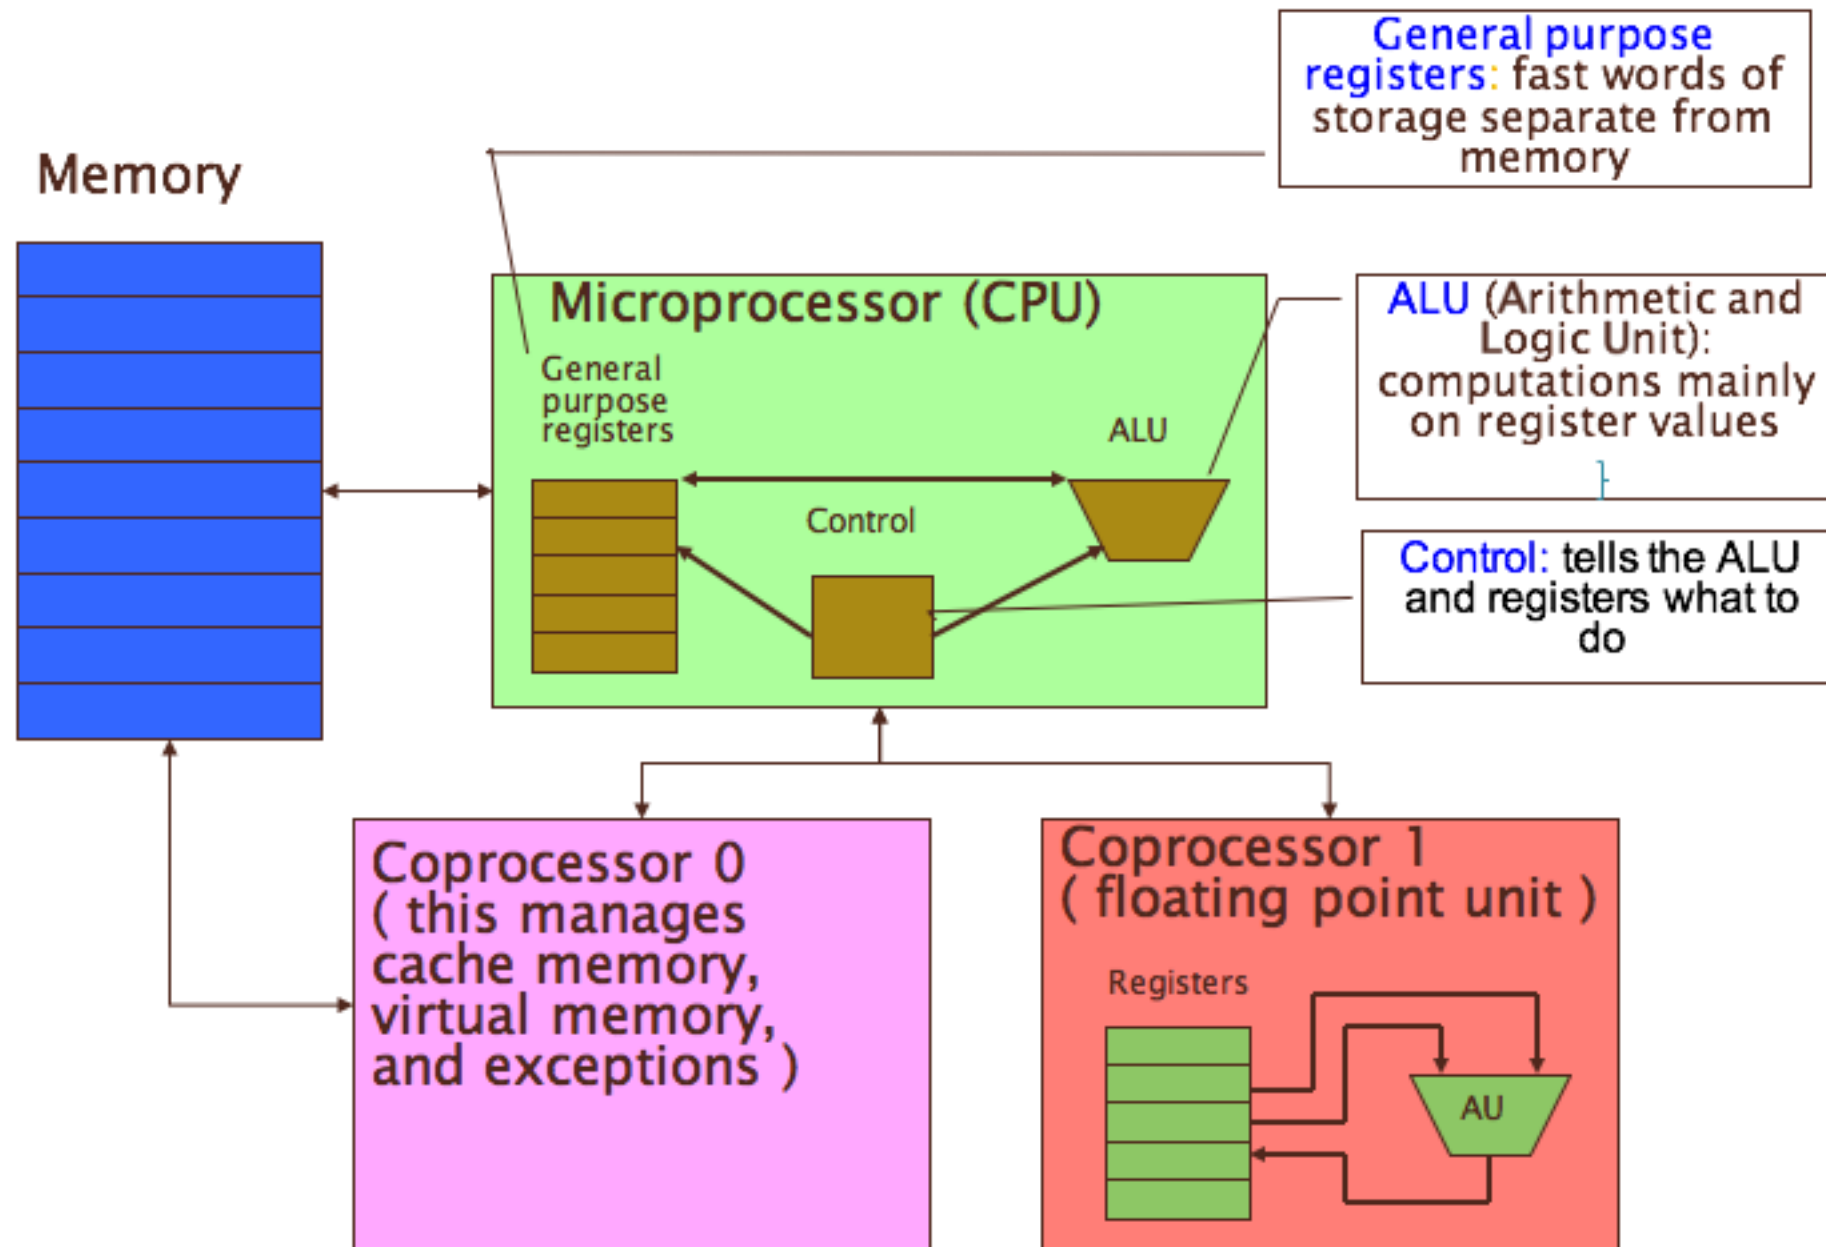 General purpose
registers: fast words of
storage separate from
memory
Memory
Microprocessor (CPU)
General
purpose
registers
ALU
Control
ALU (Arithmetic and
Logic Unit):
computations mainly
on register values
}
Control: tells the ALU
and registers what to
do
Coprocessor 0
( this manages
cache memory,
virtual memory,
and exceptions )
Coprocessor 1
( floating point unit )
Registers
AU